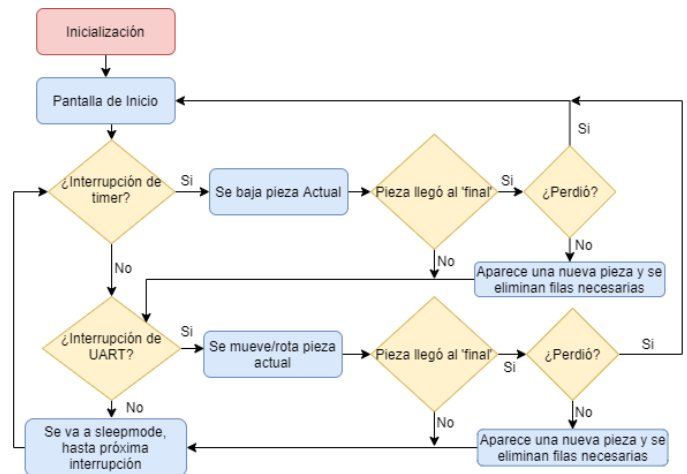 Inicialización
Pantalla de Inicio
Si
¿Interrupción de
timer?
Si
Se baja pieza Actual
Pieza llegó al 'final'
Si
¿Perdió?
No
No
No
Aparece una nueva pieza y se
eliminan filas necesarias
¿Interrupción de
UART?
Si
Se mueve/rota pieza
actual
Pieza llegó al 'final'
Si
¿Perdió?
Si
No
No
No
Se va a sleepmode,
hasta próxima
interrupción
Aparece una nueva pieza y se
eliminan filas necesarias